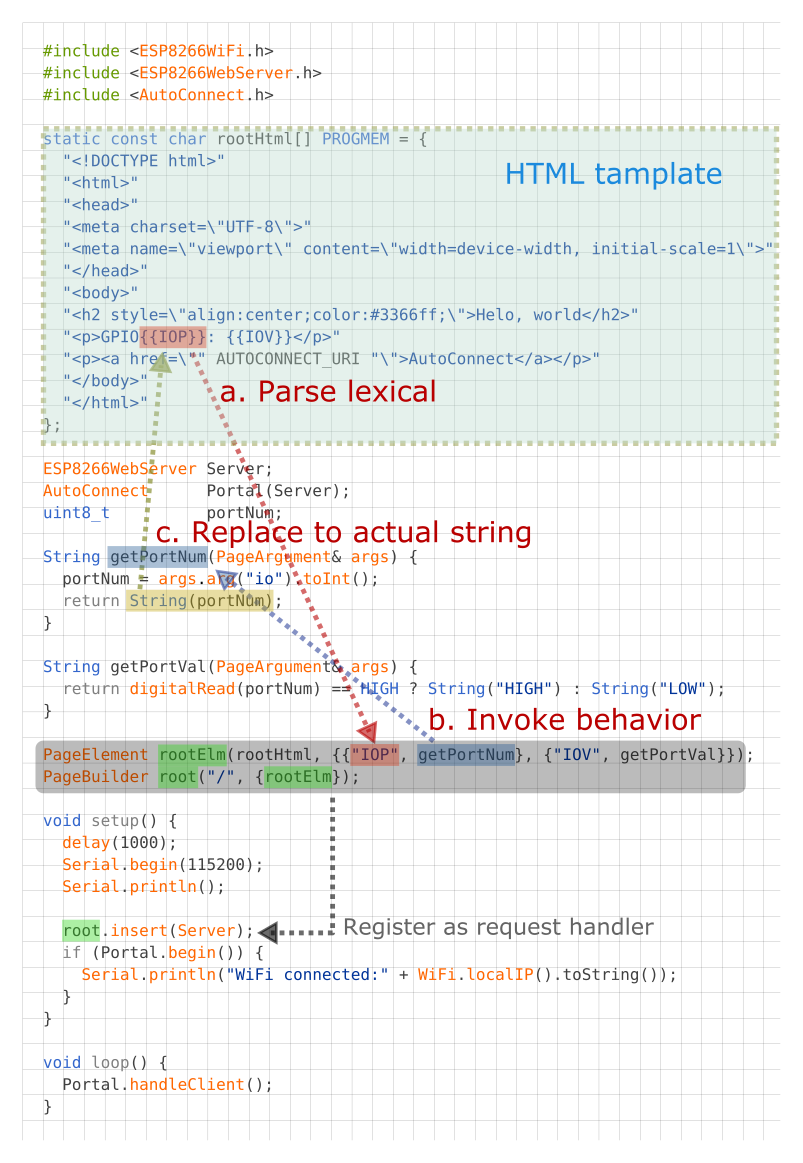 #include <ESP8266WiFi.h>
#include <ESP8266WebServer.h>
#include <AutoConnect.h>
static const char rootHtml[] PROGMEM = {
"<!DOCTYPE html>"
HTML tamplate
"<html>"
"<head>"
"<meta charset=\"UTF-8\">"
"<meta name=\"viewport\" content=\"width=device-width, initial-scale=1\">"
"</head>"
"<body>"
"<h2 style=\"align:center;color:#3366ff;\">Helo, world</h2>"
"<p>GPIO{{IOP}}: {{IOV}}</p>"
"<p><a href=\"" AUTOCONNECT_URI "\">AutoConnect</a></p>"
"</body>"
a. Parse lexical
"</html>"
};
ESP8266WebServer Server;
AutoConnect Portal(Server);
uint8_t portNum;
c. Replace to actual string
String getPortNum(PageArgument& args) {
portNum = args.arg("io").toInt();
return String(portNum);
}
String getPortVal(PageArgument& args) {
return digitalRead(portNum) == HIGH ? String("HIGH") : String("LOW");
}
b. Invoke behavior
PageElement rootElm(rootHtml, {{"IOP", getPortNum}, {"IOV", getPortVal}});
PageBuilder root("/", {rootElm});
void setup() {
delay(1000);
Serial.begin(115200);
Serial.println();
root.insert(Server);
Register as request handler
if (Portal.begin()) {
Serial.println("WiFi connected:" + WiFi.localIP().toString());
}
}
void loop() {
Portal.handleClient();
}